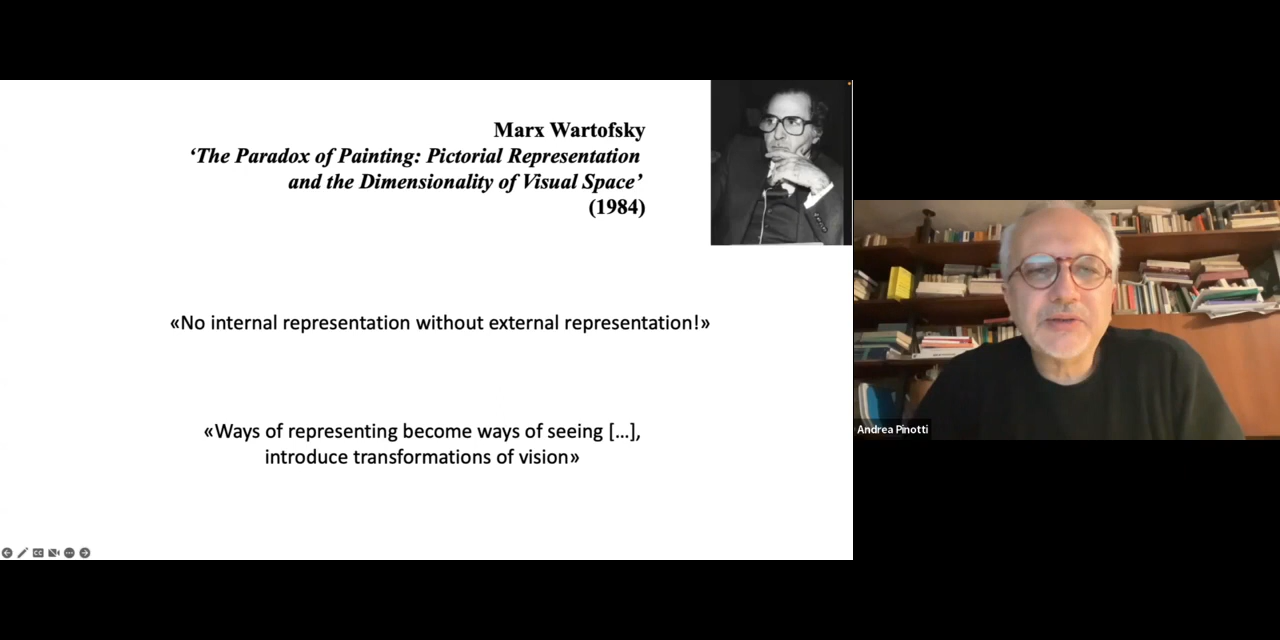 Marx Wartofsky
‘The Paradox of Painting: Pictorial Representation
and the Dimensionality of Visual Space’
(1984)
«No internal representation without external representation!»
«Ways of representing become ways of seeing [...],
introduce transformations of vision»
Andrea Pinotti